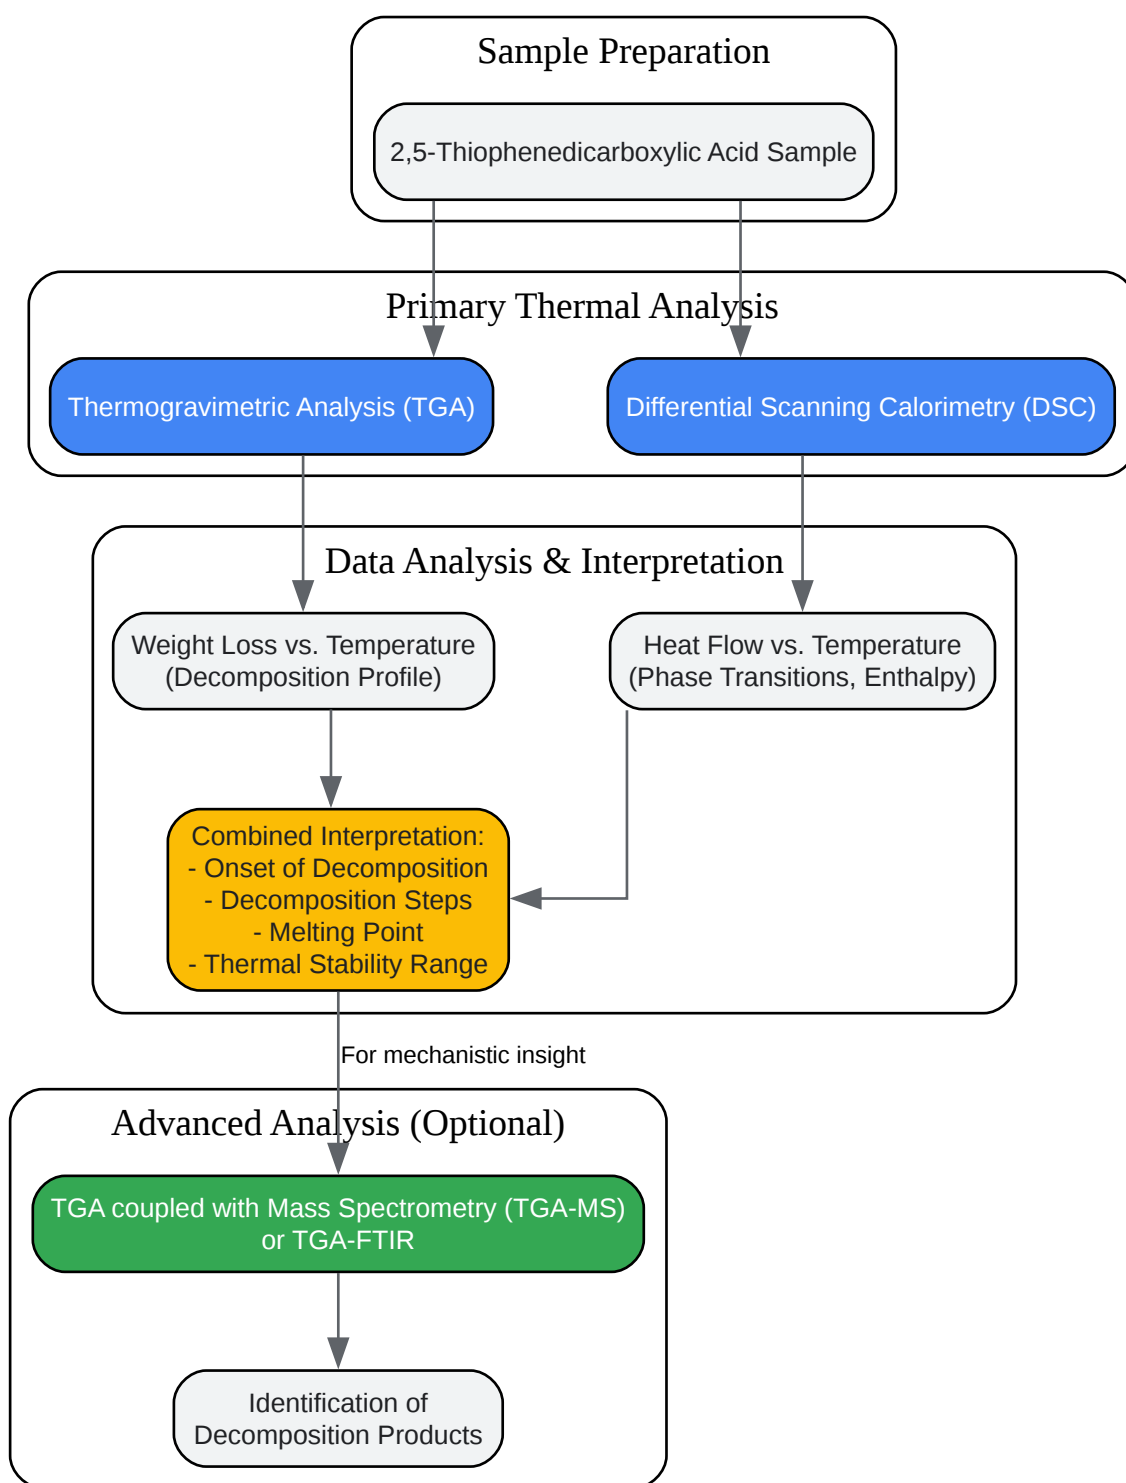 Sample Preparation
2,5-Thiophenedicarboxylic Acid Sample
Primary Thermal Analysis
Thermogravimetric Analysis (TGA)
Differential Scanning Calorimetry (DSC)
Data Analysis & Interpretation
Weight Loss vs. Temperature
(Decomposition Profile)
Heat Flow vs. Temperature
(Phase Transitions, Enthalpy)
Combined Interpretation:
- Onset of Decomposition
- Decomposition Steps
- Melting Point
- Thermal Stability Range
For mechanistic insight
Advanced Analysis (Optional)
TGA coupled with Mass Spectrometry (TGA-MS)
or TGA-FTIR
Identification of
Decomposition Products